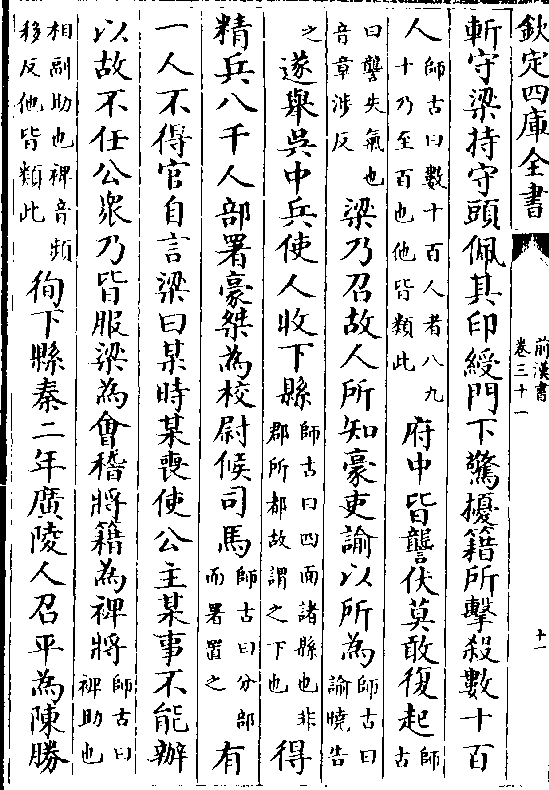 欽定四庫全書
前漢書
卷三十一
十一
斬守梁持守頭佩其印綬門下驚擾籍所擊殺數十百
人師古曰數十百人者八九十乃至百也他皆類此府中皆讋伏莫敢復起師古
曰讋失氣也音章涉反梁乃召故人所知豪吏諭以所為師古曰諭曉告
之遂舉吳中兵使人收下縣師古曰四面諸縣也非郡所都故謂之下也得
精兵八千人部署豪桀為校尉候司馬師古曰分部而署置之有
一人不得官自言梁曰某時某喪使公主某事不能辦
以故不任公衆乃皆服梁為會稽將籍為裨將師古曰裨助也
相副助也裨音頻移反他皆類此徇下縣秦二年廣陵人召平為陳勝